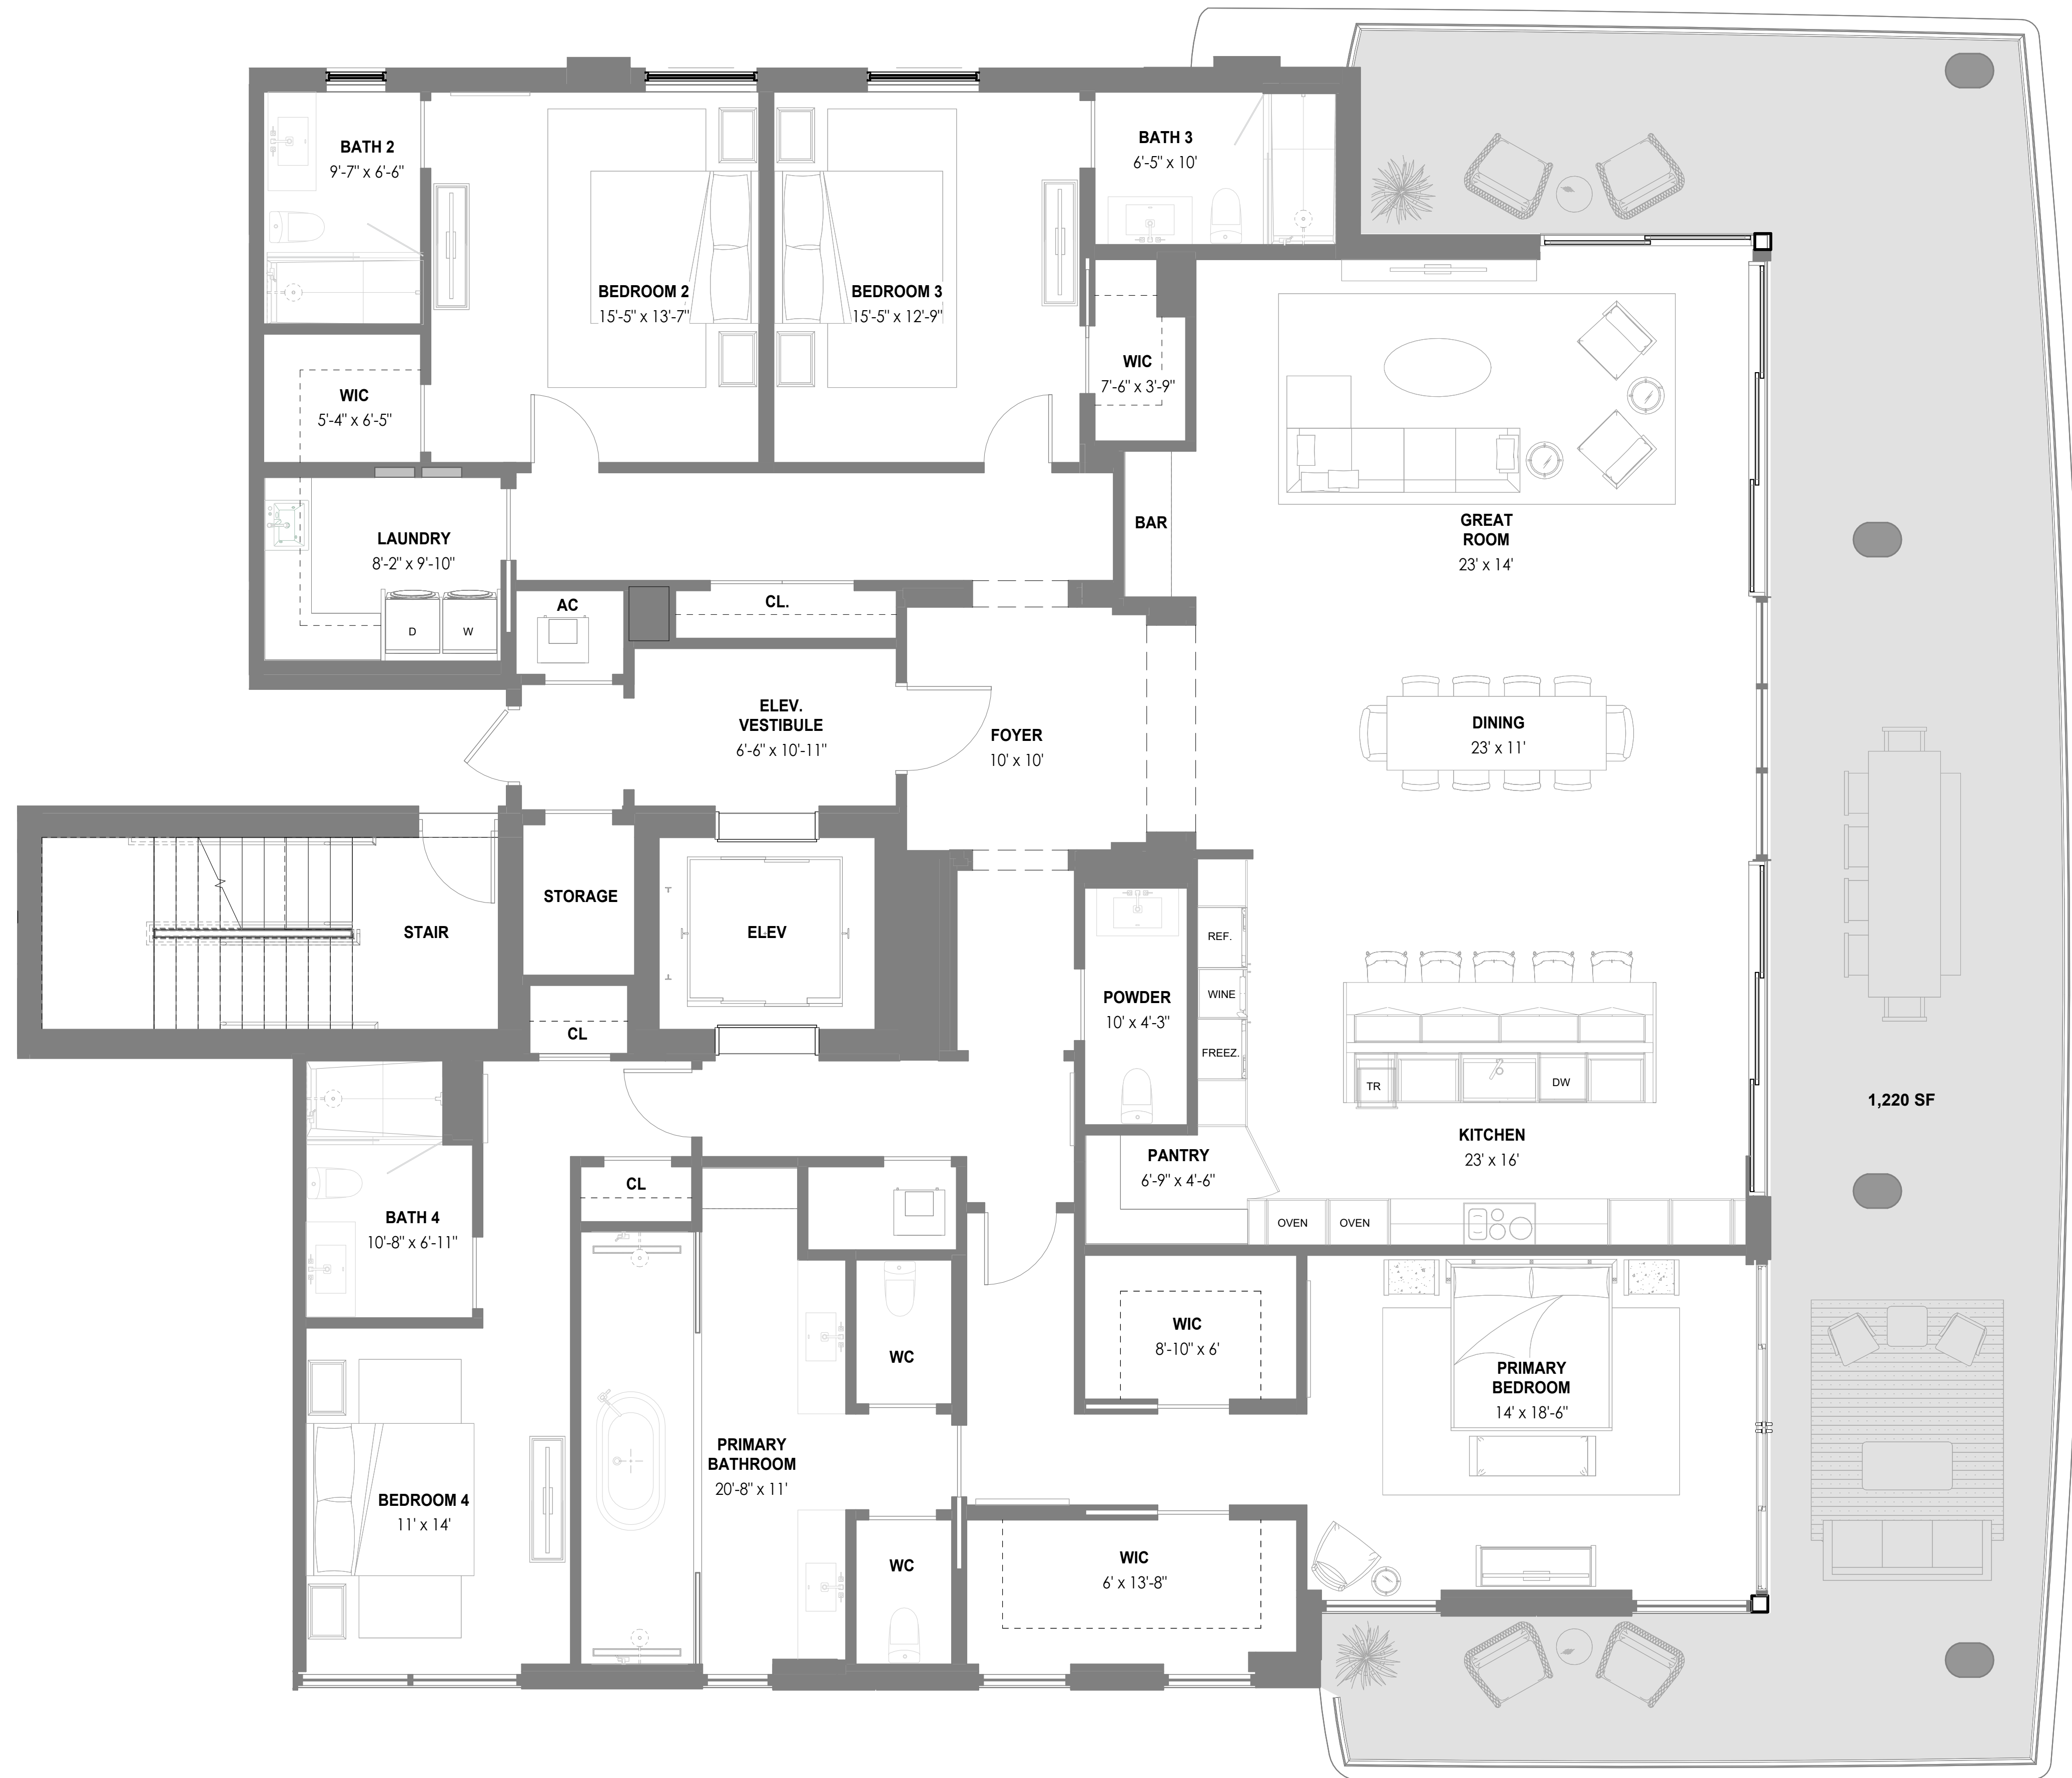 BATH 2
9'-7" x 6'-6"
BEDROOM 2
15'-5" x 13'-7"
BEDROOM 3
15'-5" x 12'-9"
BATH 3
6'-5" x 10'
WIC
5'-4" x 6'-5"
WIC
7'-6" x 3'-9"
LAUNDRY
8'-2" x 9'-10"
D
W
AC
CL.
BAR
GREAT
ROOM
23' x 14'
ELEV.
VESTIBULE
6'-6" x 10'-11"
FOYER
10' x 10'
DINING
23' x 11'
STAIR
STORAGE
ELEV
CL
POWDER
10' x 4'-3"
REF.
WINE
FREEZ.
TR
DW
KITCHEN
23' x 16'
1,220 SF
PANTRY
6'-9" x 4'-6"
OVEN
OVEN
BATH 4
10'-8" x 6'-11"
CL
WC
WIC
8'-10" x 6'
PRIMARY
BEDROOM
14' x 18'-6"
BEDROOM 4
11' x 14'
PRIMARY
BATHROOM
20'-8" x 11'
WC
WIC
6' x 13'-8"